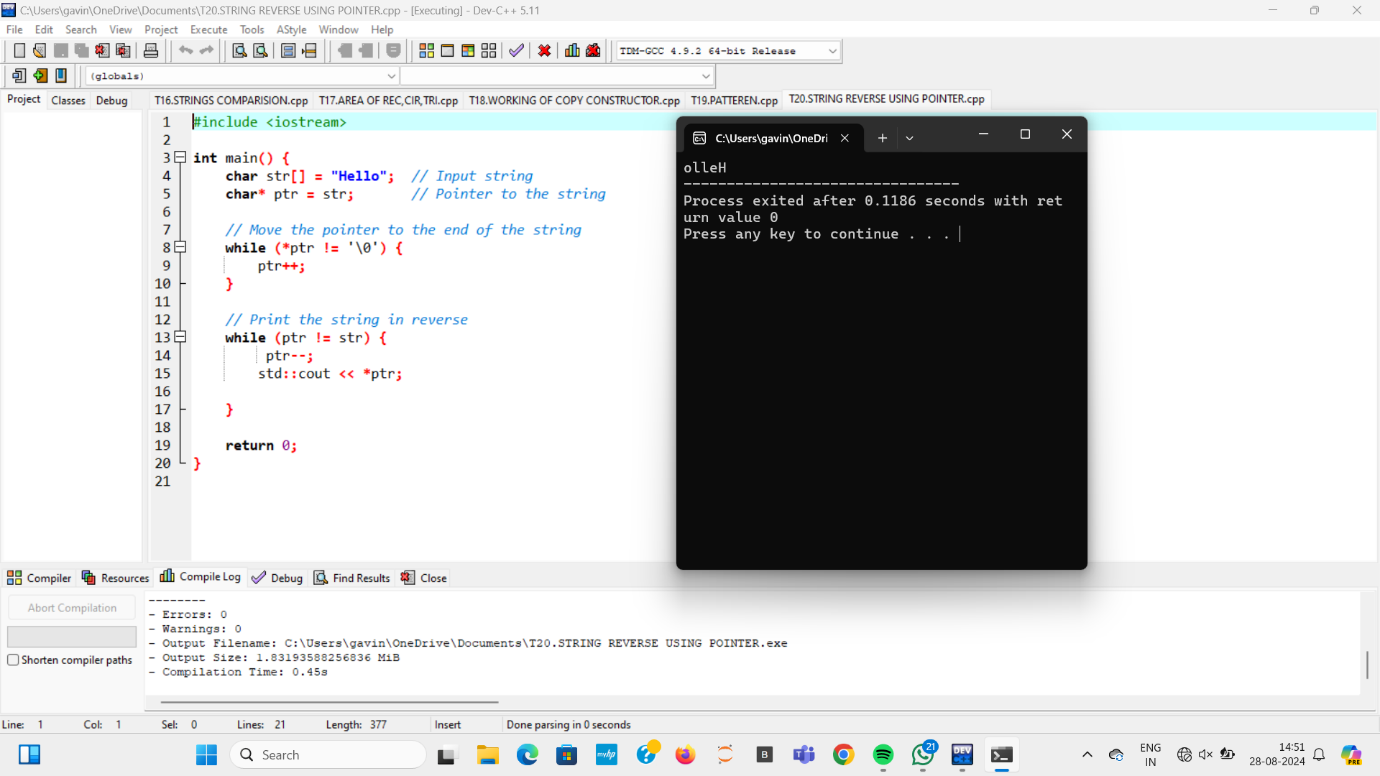 C:\Users\gavin\OneDrive\Documents\T20.STRING REVERSE USING POINTER.cpp - [Executing] - Dev-C++ 5.11
File Edit Search View Project Execute Tools AStyle Window Help
TDM-GCC 4.9.2 64-bit Release
(globals)
Project Classes Debug
T16.STRINGS COMPARISION.cpp T17.AREA OF REC,CIR,TRI.cpp T18.WORKING OF COPY CONSTRUCTOR.cpp T19.PATTEREN.cpp T20.STRING REVERSE USING POINTER.cpp
1 #include <iostream>
2
3 int main() {
4 char str[] = "Hello"; // Input string
5 char* ptr = str; // Pointer to the string
6
7 // Move the pointer to the end of the string
8 while (*ptr != '\0') {
9 ptr++;
10 }
11
12 // Print the string in reverse
13 while (ptr != str) {
14 ptr--;
15 std::cout << *ptr;
16
17 }
18
19 return 0;
20 }
21
C:\Users\gavin\OneDri
olleH
--------------------------------
Process exited after 0.1186 seconds with ret
urn value 0
Press any key to continue . . .
Compiler Resources Compile Log Debug Find Results Close
Abort Compilation
Shorten compiler paths
--------
- Errors: 0
- Warnings: 0
- Output Filename: C:\Users\gavin\OneDrive\Documents\T20.STRING REVERSE USING POINTER.exe
- Output Size: 1.83193588256836 MiB
- Compilation Time: 0.45s
Line: 1 Col: 1 Sel: 0 Lines: 21 Length: 377 Insert Done parsing in 0 seconds
Search
21
DEV
ENG
IN
14:51
28-08-2024
PRE